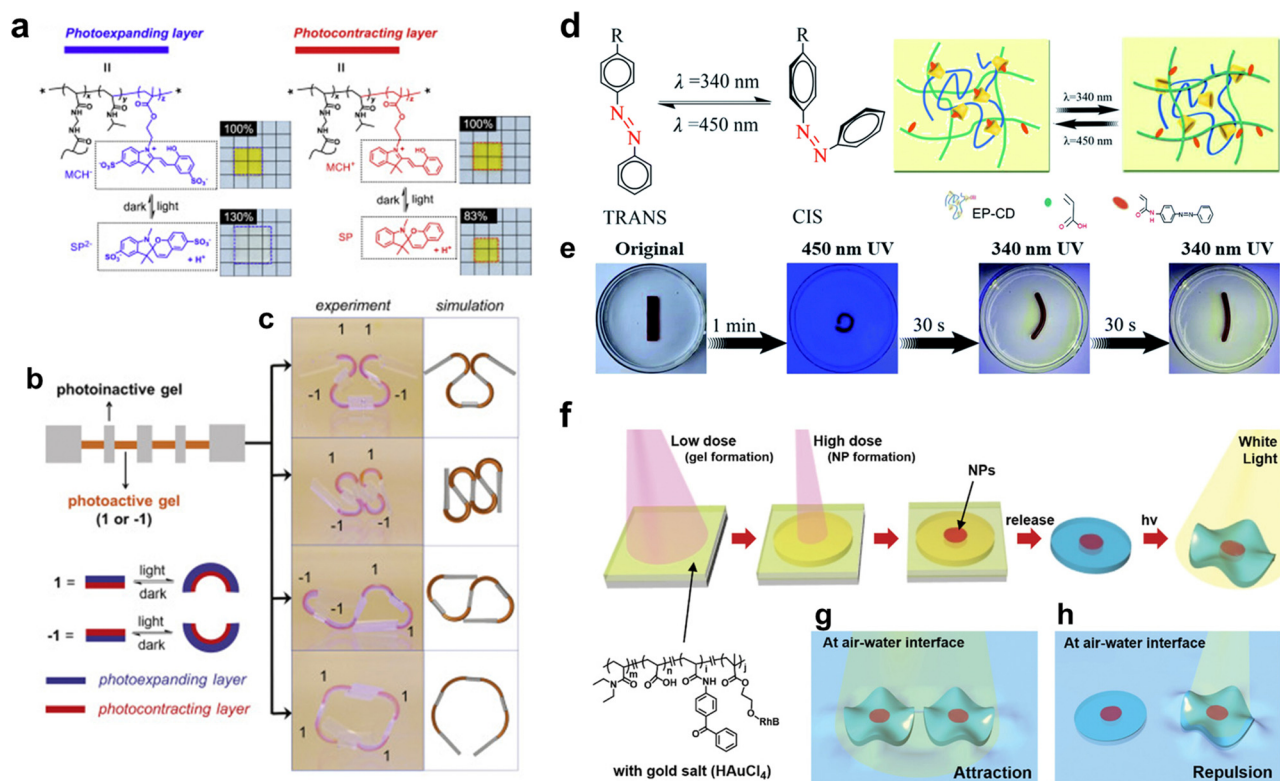 a
Photoexpanding layer
Photocontracting layer
=
=
*
x
y
z
*
*
x
y
z
*
100%
100%
MCH⁻
MCH⁺
dark
light
dark
light
130%
83%
SP²⁻
+ H⁺
SP
+ H⁺
b
photoinactive gel
photoactive gel
(1 or -1)
1 =
light
dark
-1 =
light
dark
photoexpanding layer
photocontracting layer
c
experiment
simulation
1 1
-1 -1
1 1
-1 -1
-1
-1
1
1
1 1
1 1
d
R
N
N
TRANS
λ =340 nm
λ =450 nm
R
N
N
CIS
λ=340 nm
λ=450 nm
EP-CD
e
Original
450 nm UV
340 nm UV
340 nm UV
1 min
30 s
30 s
f
Low dose
(gel formation)
High dose
(NP formation)
NPs
release
hν
White
Light
m
n
i
j
RhB
with gold salt (HAuCl₄)
g
At air-water interface
Attraction
h
At air-water interface
Repulsion